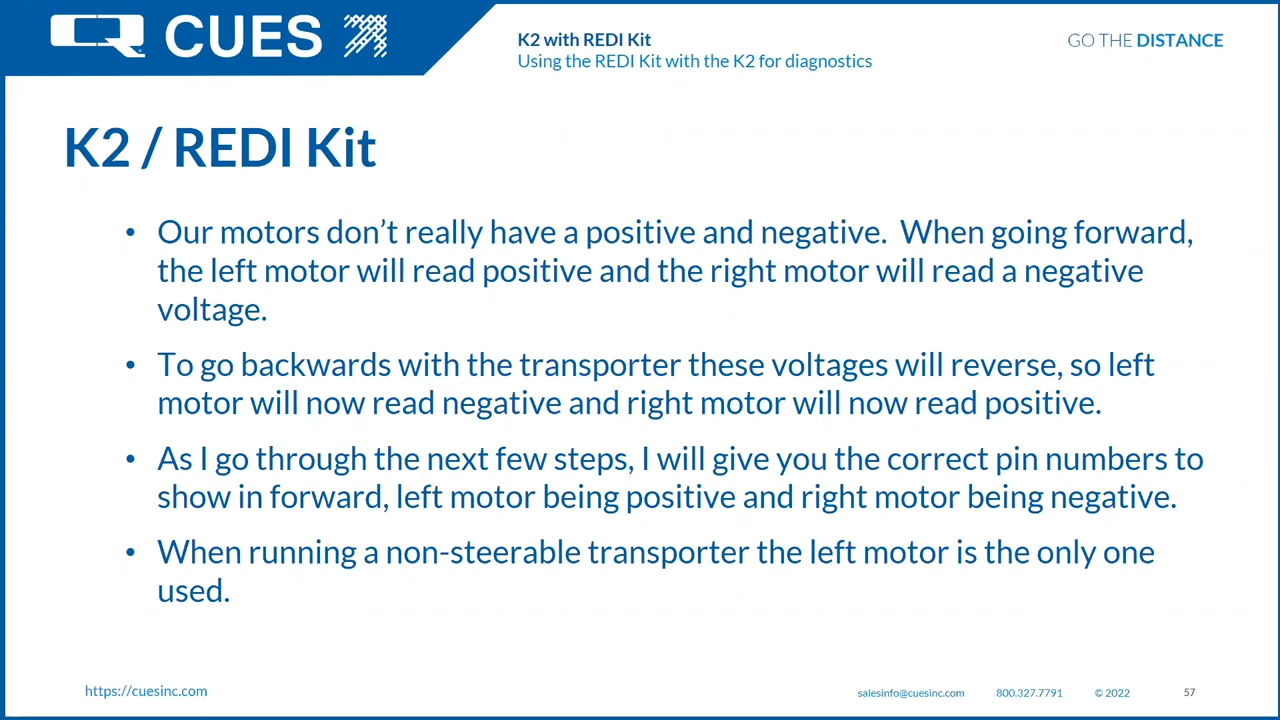 CUES
K2 with REDI Kit
Using the REDI Kit with the K2 for diagnostics
GO THE DISTANCE
K2 / REDI Kit
• Our motors don’t really have a positive and negative.  When going forward,
the left motor will read positive and the right motor will read a negative
voltage.
• To go backwards with the transporter these voltages will reverse, so left
motor will now read negative and right motor will now read positive.
• As I go through the next few steps, I will give you the correct pin numbers to
show in forward, left motor being positive and right motor being negative.
• When running a non-steerable transporter the left motor is the only one
used.
https://cuesinc.com
salesinfo@cuesinc.com
800.327.7791
© 2022
57